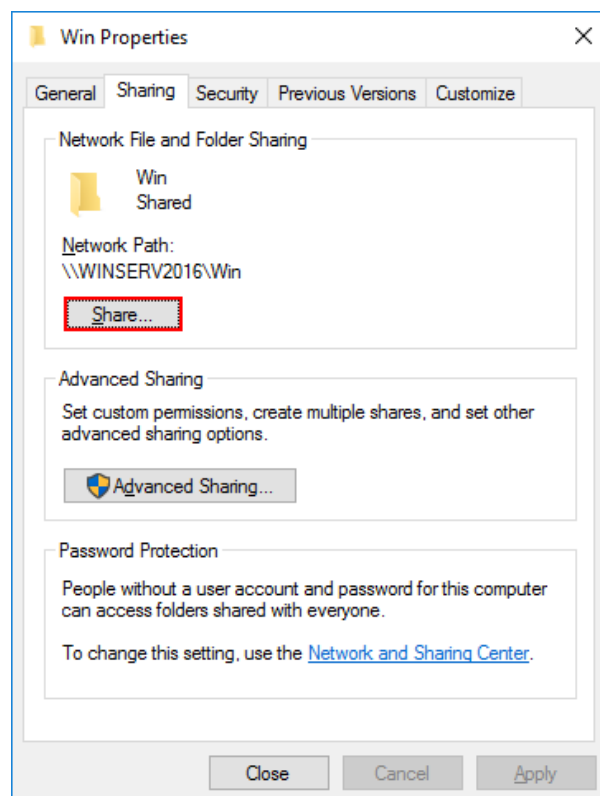 Win Properties
General Sharing Security Previous Versions Customize
Network File and Folder Sharing
Win
Shared
Network Path:
\\WINSERV2016\Win
Share...
Advanced Sharing
Set custom permissions, create multiple shares, and set other
advanced sharing options.
Advanced Sharing...
Password Protection
People without a user account and password for this computer
can access folders shared with everyone.
To change this setting, use the Network and Sharing Center.
Close Cancel Apply